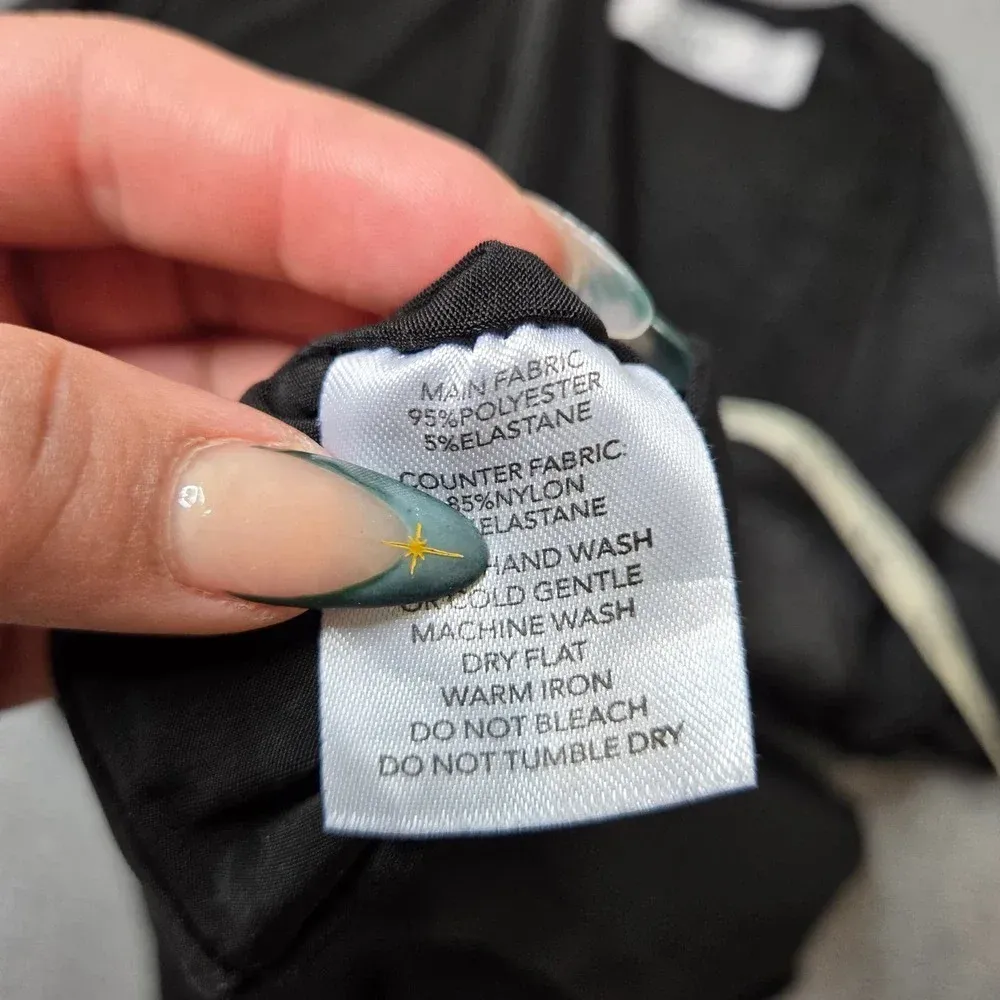 MAIN FABRIC
95%POLYESTER
5%ELASTANE
COUNTER FABRIC:
85%NYLON
ELASTANE
HAND WASH
OR COLD GENTLE
MACHINE WASH
DRY FLAT
WARM IRON
DO NOT BLEACH
DO NOT TUMBLE DRY